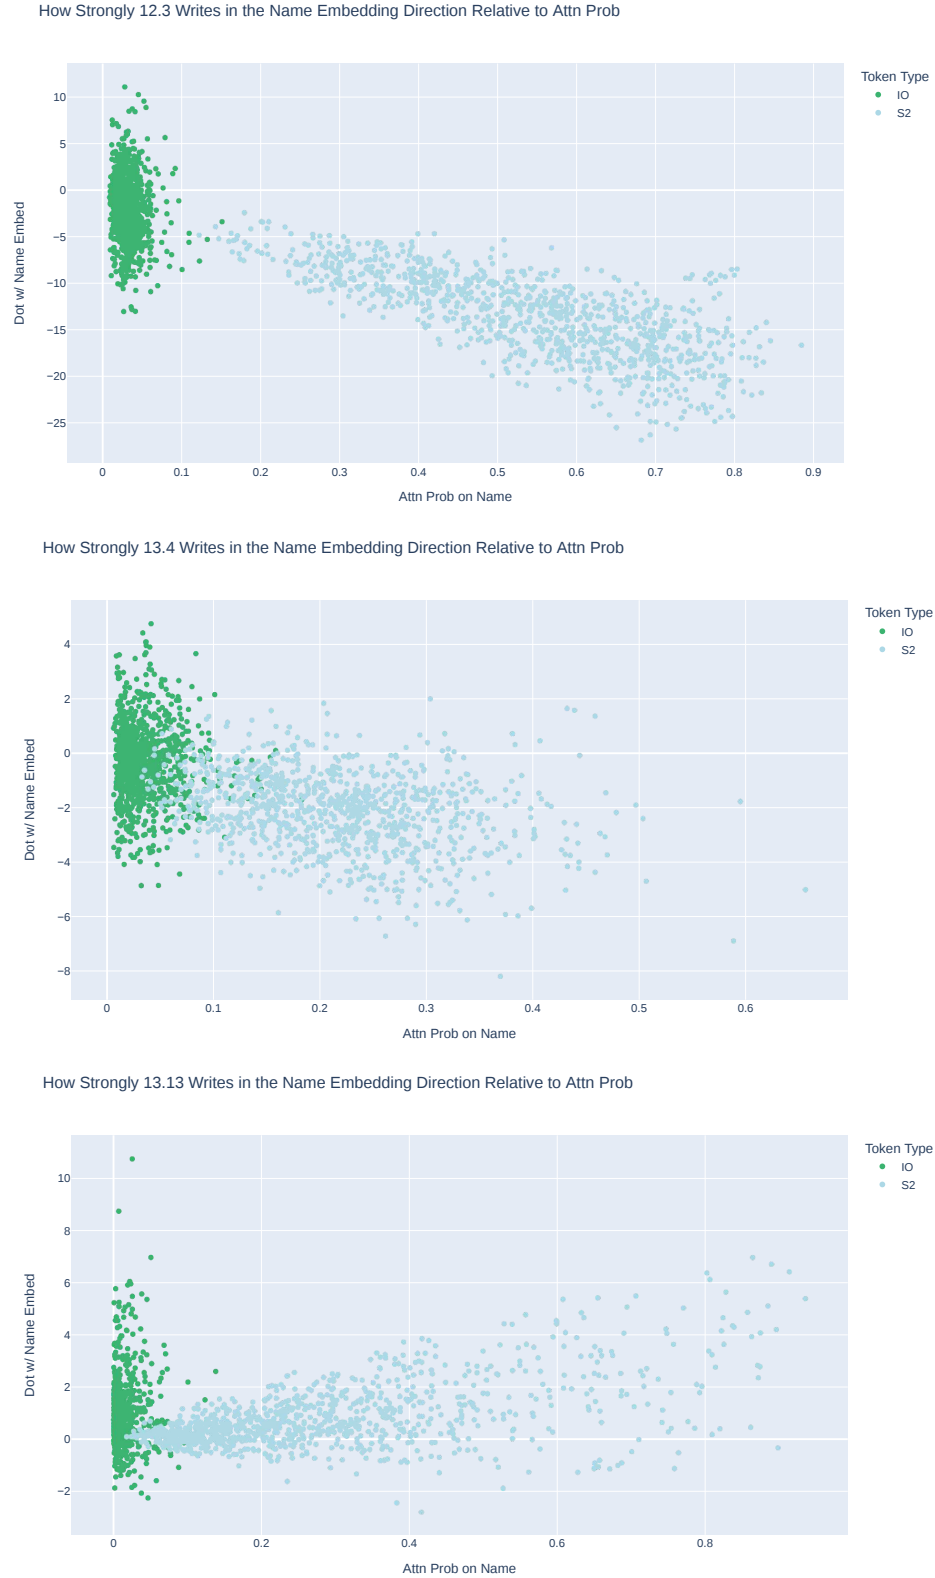 How Strongly 12.3 Writes in the Name Embedding Direction Relative to Attn Prob
Token Type
IO
S2
Dot w/ Name Embed
10
5
0
−5
−10
−15
−20
−25
0 0.1 0.2 0.3 0.4 0.5 0.6 0.7 0.8 0.9
Attn Prob on Name
How Strongly 13.4 Writes in the Name Embedding Direction Relative to Attn Prob
Token Type
IO
S2
Dot w/ Name Embed
4
2
0
−2
−4
−6
−8
0 0.1 0.2 0.3 0.4 0.5 0.6
Attn Prob on Name
How Strongly 13.13 Writes in the Name Embedding Direction Relative to Attn Prob
Token Type
IO
S2
Dot w/ Name Embed
10
8
6
4
2
0
−2
0 0.2 0.4 0.6 0.8
Attn Prob on Name